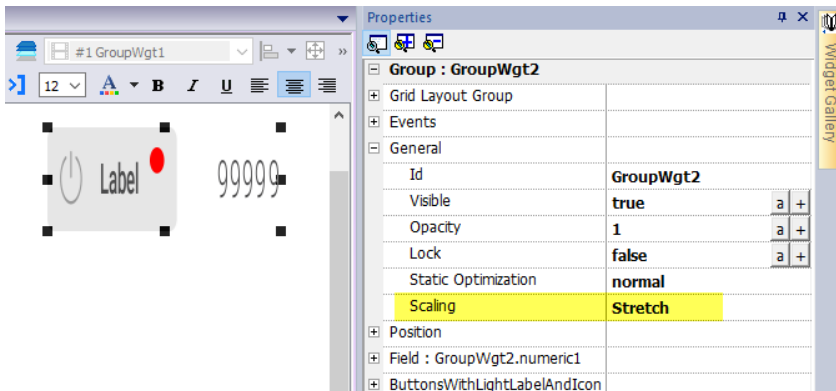 Properties
#1 GroupWgt1
»
12 A B I U
Label
99999
Group : GroupWgt2
Grid Layout Group
Events
General
Id GroupWgt2
Visible true a +
Opacity 1 a +
Lock false a +
Static Optimization normal
Scaling Stretch
Position
Field : GroupWgt2.numeric1
ButtonsWithLightLabelAndIcon
Widget Gallery